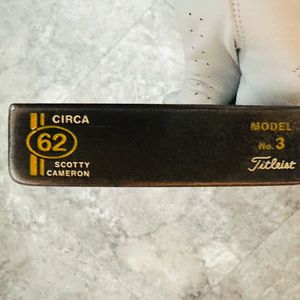 CIRCA
62
SCOTTY
CAMERON
MODEL
No. 3
Titleist